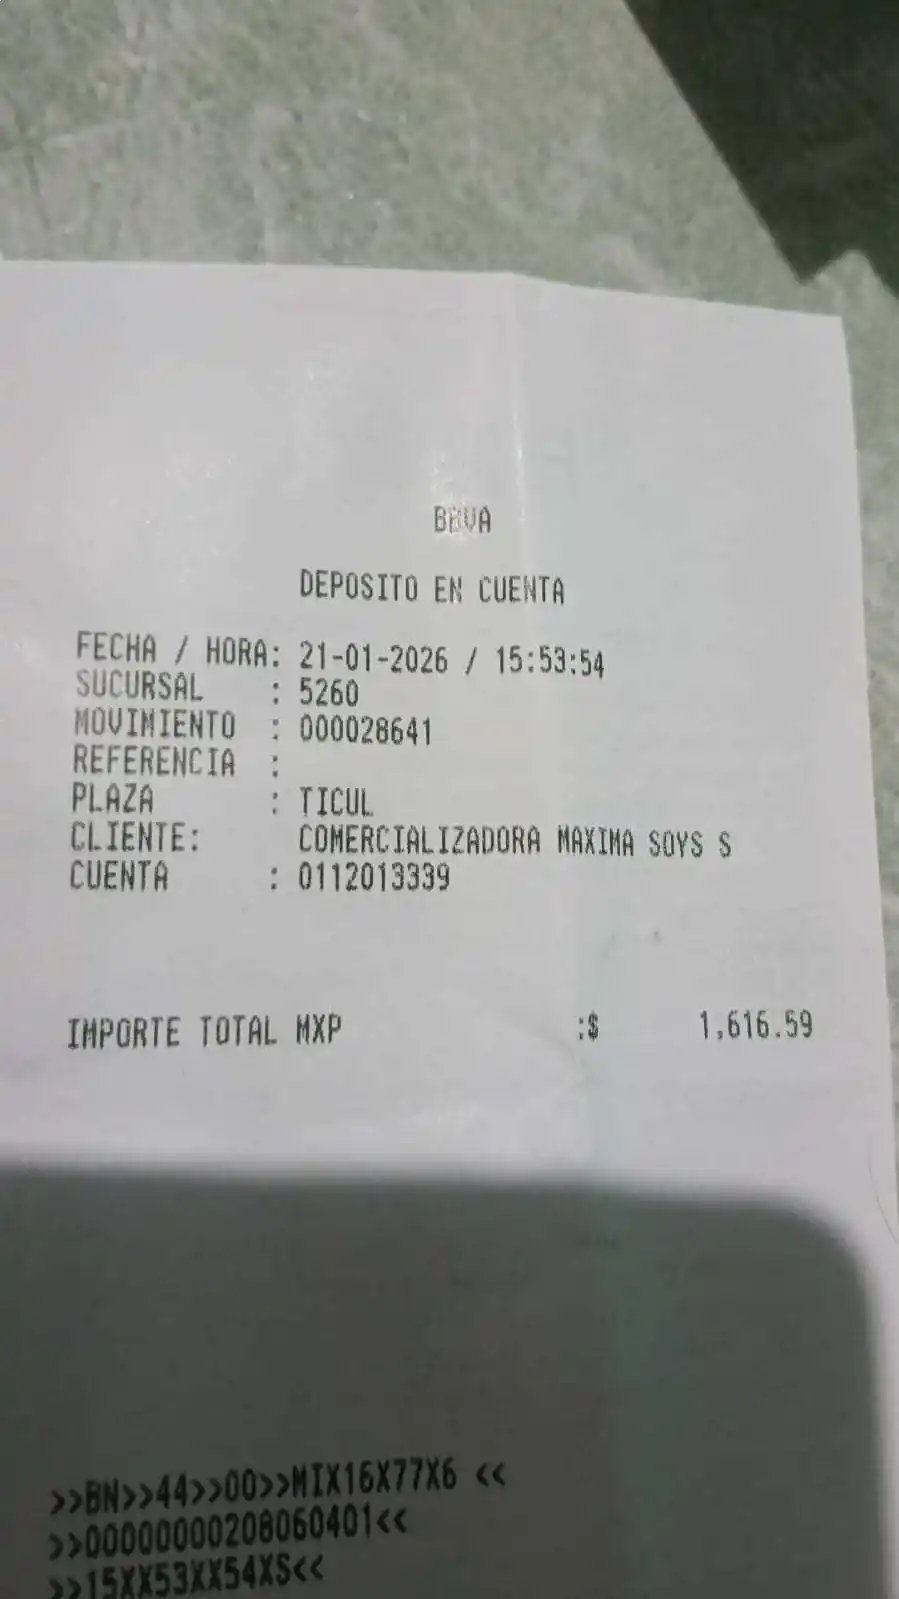 BBVA
DEPOSITO EN CUENTA
FECHA / HORA: 21-01-2026 / 15:53:54
SUCURSAL : 5260
MOVIMIENTO : 000028641
REFERENCIA :
PLAZA : TICUL
CLIENTE: COMERCIALIZADORA MAXIMA SOYS S
CUENTA : 0112013339
IMPORTE TOTAL MXP :$ 1,616.59
>>BN>>44>>00>>MIX16X77X6 <<
>>00000000208060401<<
>>15XX53XX54XS<<